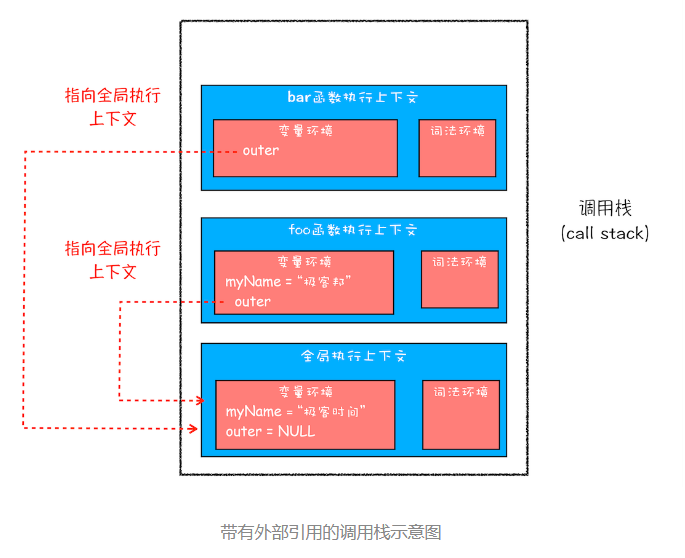 指向全局执行
上下文
bar函数执行上下文
变量环境
outer
词法环境
调用栈
(call stack)
指向全局执行
上下文
foo函数执行上下文
变量环境
myName = “极客邦”
outer
词法环境
全局执行上下文
变量环境
myName = “极客时间”
outer = NULL
词法环境
带有外部引用的调用栈示意图